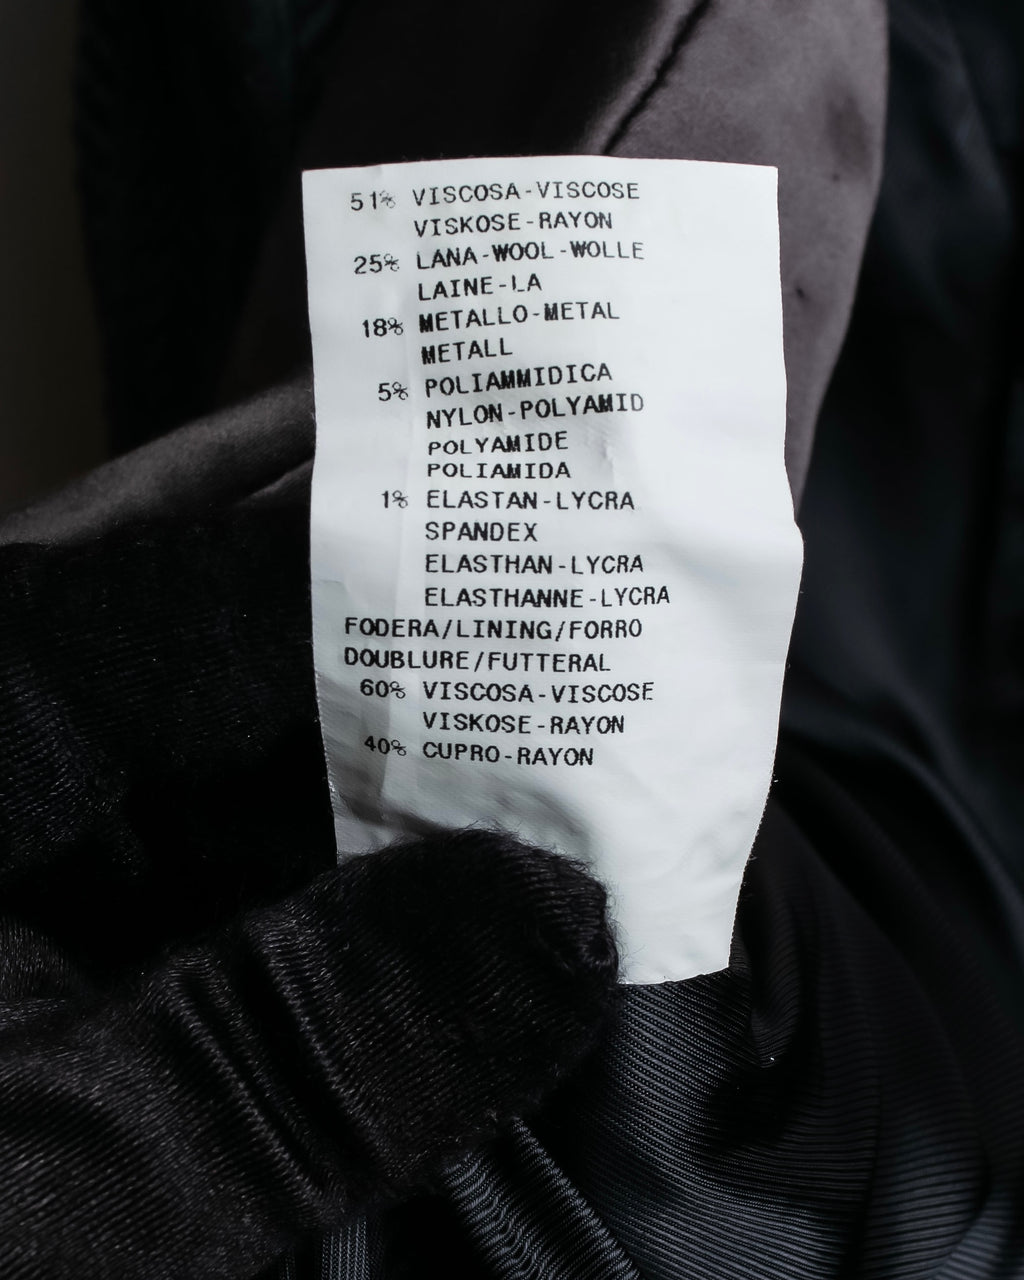 51% VISCOSA-VISCOSE
VISKOSE-RAYON
25% LANA-WOOL-WOLLE
LAINE-LA
18% METALLO-METAL
METALL
5% POLIAMMIDICA
NYLON-POLYAMID
POLYAMIDE
POLIAMIDA
1% ELASTAN-LYCRA
SPANDEX
ELASTHAN-LYCRA
ELASTHANNE-LYCRA
FODERA/LINING/FORRO
DOUBLURE/FUTTERAL
60% VISCOSA-VISCOSE
VISKOSE-RAYON
40% CUPRO-RAYON